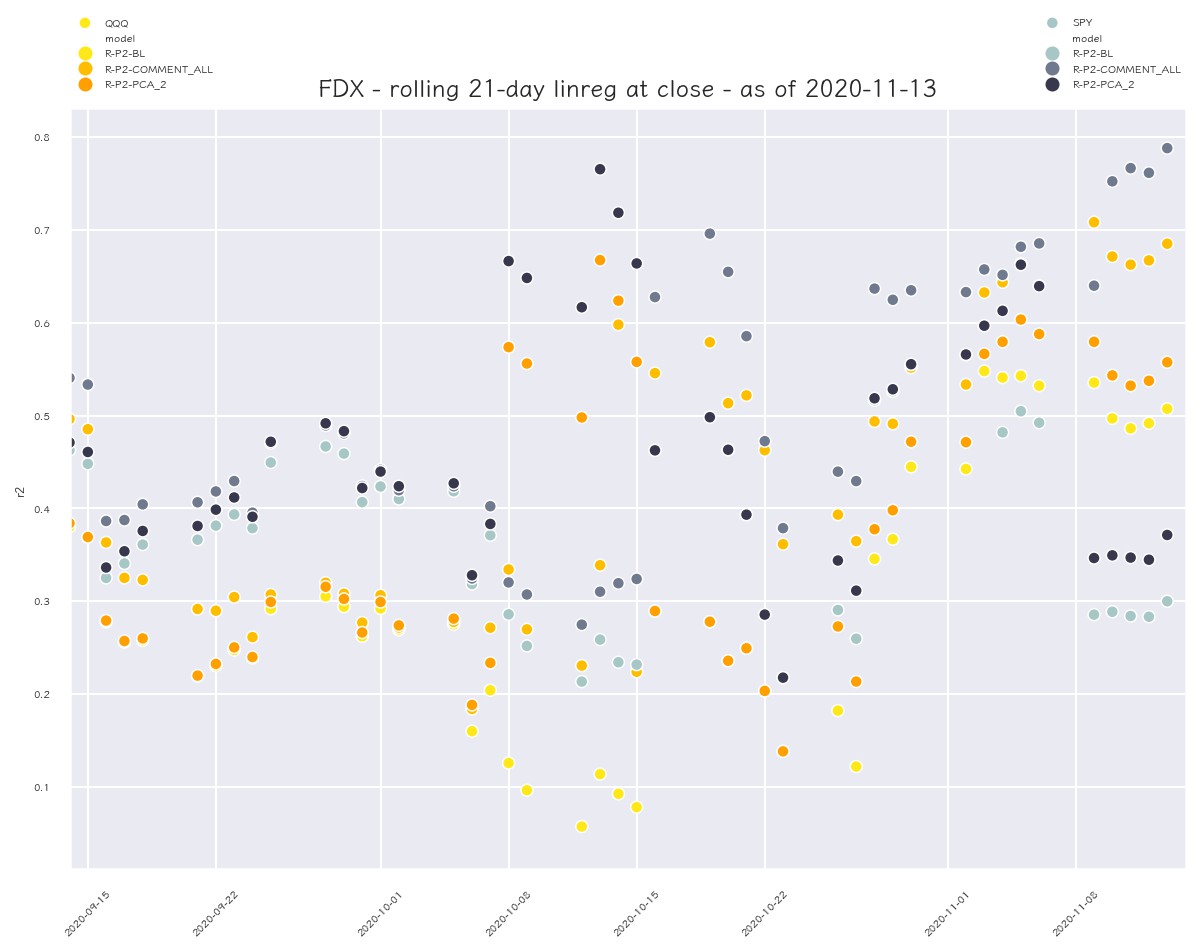 QQQ
model
R-P2-BL
R-P2-COMMENT_ALL
R-P2-PCA_2
SPY
model
R-P2-BL
R-P2-COMMENT_ALL
R-P2-PCA_2
FDX - rolling 21-day linreg at close - as of 2020-11-13
0.8
0.7
0.6
0.5
0.4
0.3
0.2
0.1
r2
2020-09-15
2020-09-22
2020-10-01
2020-10-08
2020-10-15
2020-10-22
2020-11-01
2020-11-08